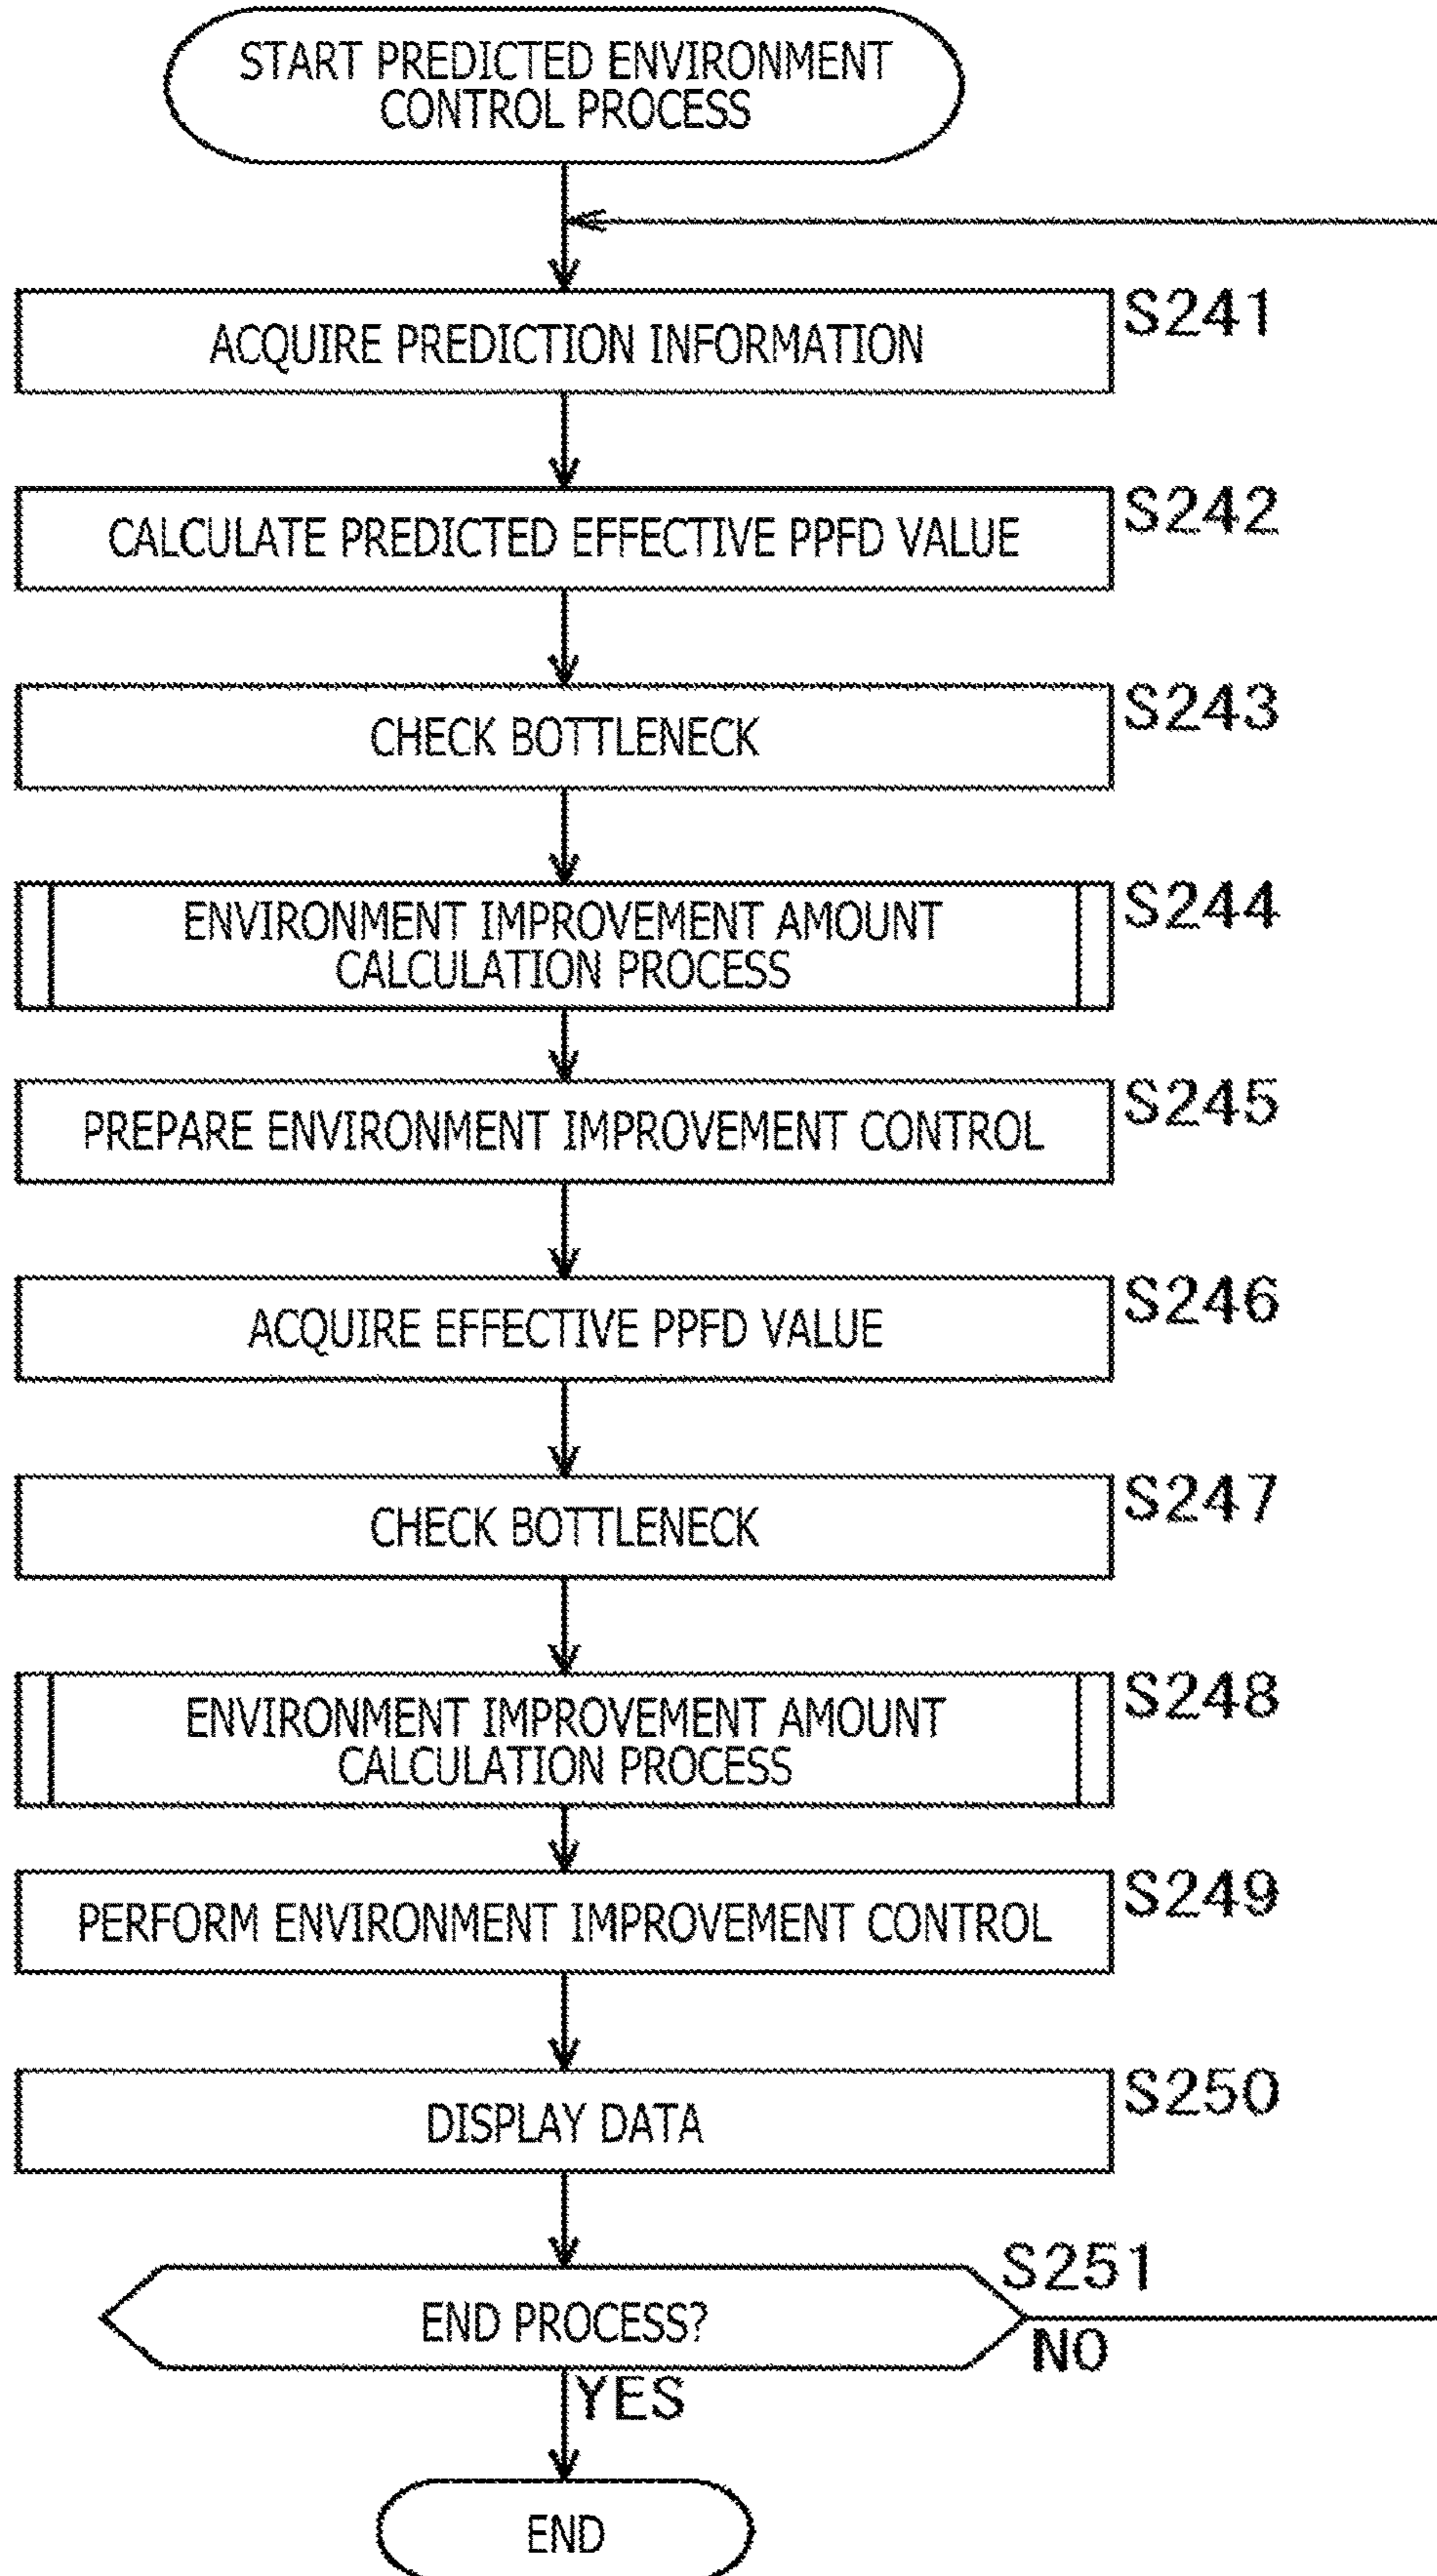 START PREDICTED ENVIRONMENT
CONTROL PROCESS
ACQUIRE PREDICTION INFORMATION
S241
CALCULATE PREDICTED EFFECTIVE PPFD VALUE
S242
CHECK BOTTLENECK
S243
ENVIRONMENT IMPROVEMENT AMOUNT
CALCULATION PROCESS
S244
PREPARE ENVIRONMENT IMPROVEMENT CONTROL
S245
ACQUIRE EFFECTIVE PPFD VALUE
S246
CHECK BOTTLENECK
S247
ENVIRONMENT IMPROVEMENT AMOUNT
CALCULATION PROCESS
S248
PERFORM ENVIRONMENT IMPROVEMENT CONTROL
S249
DISPLAY DATA
S250
END PROCESS?
S251
NO
YES
END